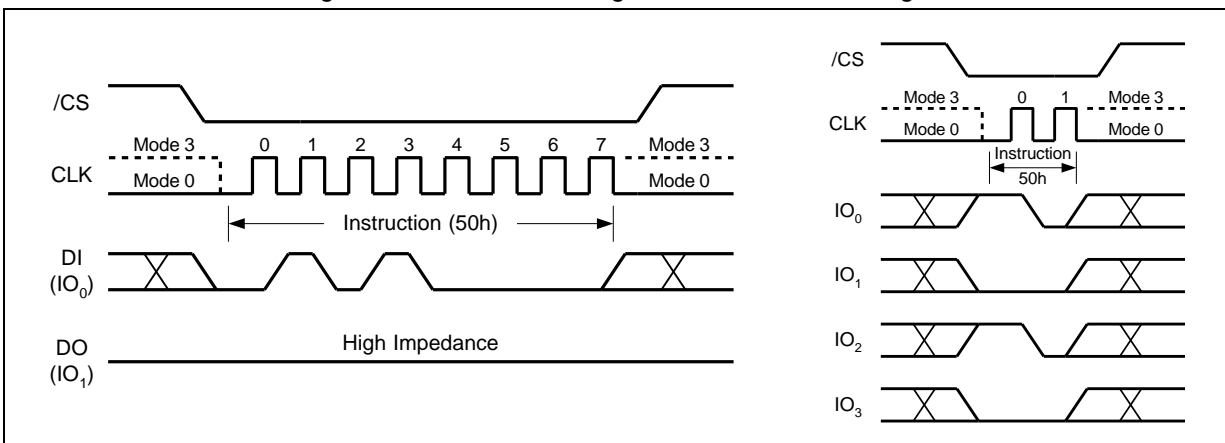 /CS
Mode 3 0 1 2 3 4 5 6 7 Mode 3
CLK
Mode 0 Mode 0
Instruction (50h)
DI
(IO0)
High Impedance
DO
(IO1)
/CS
Mode 3 0 1 Mode 3
CLK
Mode 0 Mode 0
Instruction
50h
IO0
IO1
IO2
IO3